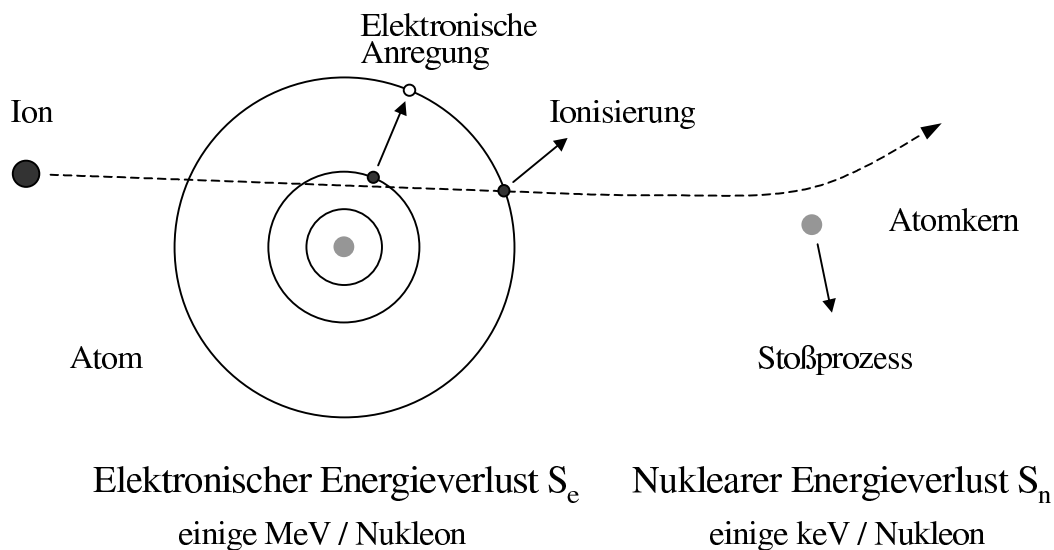 Elektronische
Anregung
Ion
Ionisierung
Atomkern
Atom
Stoßprozess
Elektronischer Energieverlust Se
einige MeV / Nukleon
Nuklearer Energieverlust Sn
einige keV / Nukleon